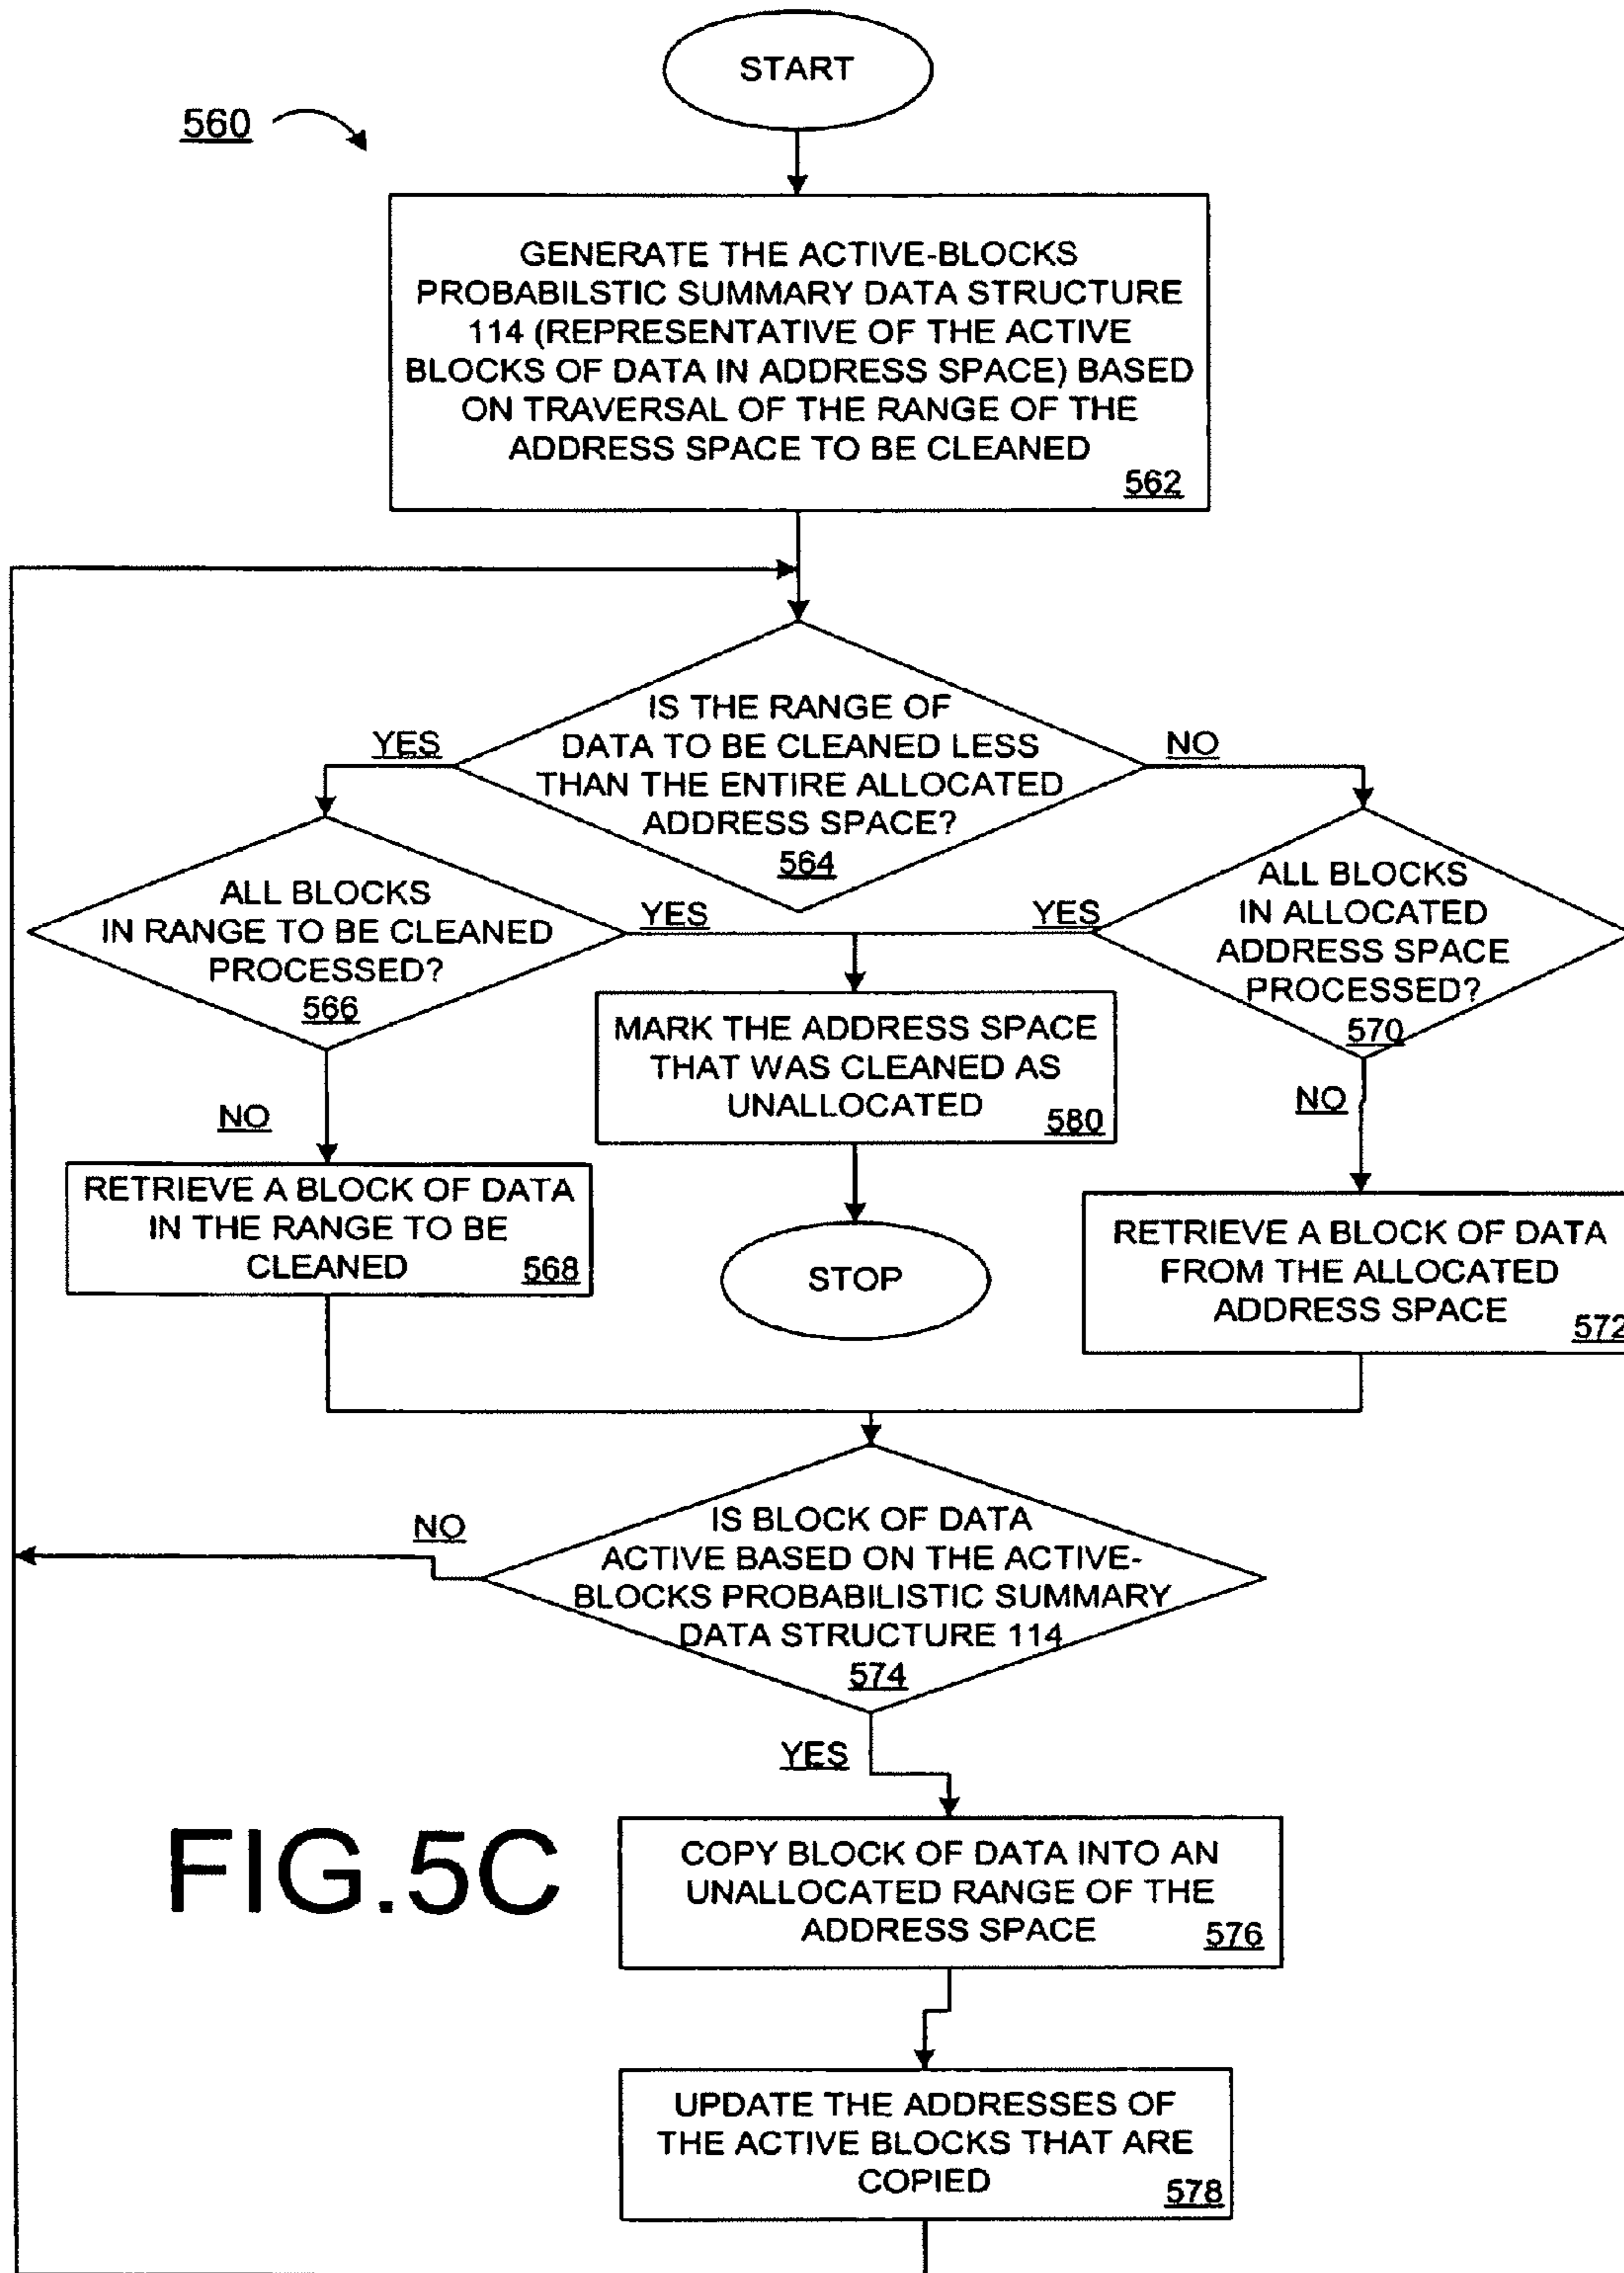 START
560
GENERATE THE ACTIVE-BLOCKS
PROBABILSTIC SUMMARY DATA STRUCTURE
114 (REPRESENTATIVE OF THE ACTIVE
BLOCKS OF DATA IN ADDRESS SPACE) BASED
ON TRAVERSAL OF THE RANGE OF THE
ADDRESS SPACE TO BE CLEANED
562
IS THE RANGE OF
DATA TO BE CLEANED LESS
THAN THE ENTIRE ALLOCATED
ADDRESS SPACE?
564
YES
NO
ALL BLOCKS
IN RANGE TO BE CLEANED
PROCESSED?
566
YES
YES
ALL BLOCKS
IN ALLOCATED
ADDRESS SPACE
PROCESSED?
570
MARK THE ADDRESS SPACE
THAT WAS CLEANED AS
UNALLOCATED
580
NO
NO
RETRIEVE A BLOCK OF DATA
IN THE RANGE TO BE
CLEANED
568
STOP
RETRIEVE A BLOCK OF DATA
FROM THE ALLOCATED
ADDRESS SPACE
572
IS BLOCK OF DATA
ACTIVE BASED ON THE ACTIVE-
BLOCKS PROBABILISTIC SUMMARY
DATA STRUCTURE 114
574
NO
YES
FIG.5C
COPY BLOCK OF DATA INTO AN
UNALLOCATED RANGE OF THE
ADDRESS SPACE
576
UPDATE THE ADDRESSES OF
THE ACTIVE BLOCKS THAT ARE
COPIED
578